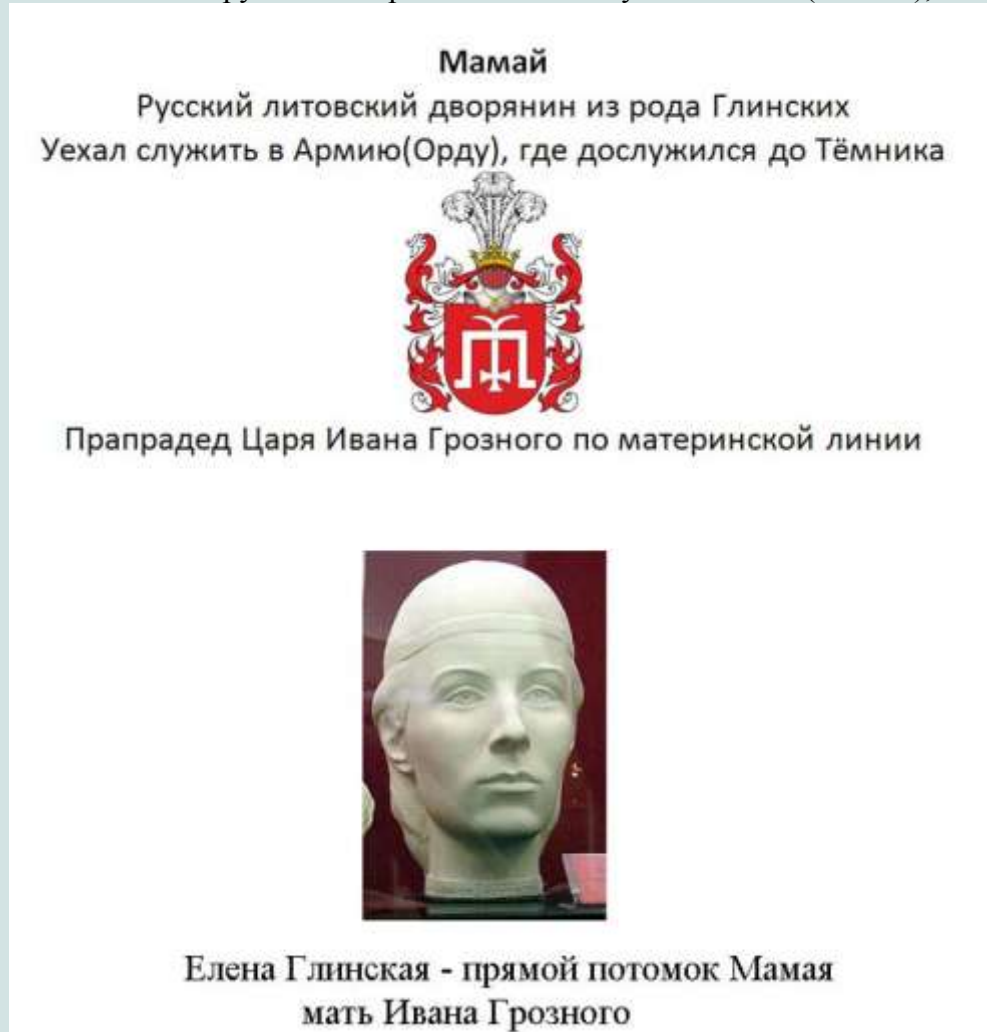 Мамай
Русский литовский дворянин из рода Глинских
Уехал служить в Армию(Орду), где дослужился до Тёмника
Прапрадед Царя Ивана Грозного по материнской линии
Елена Глинская - прямой потомок Мамая
мать Ивана Грозного